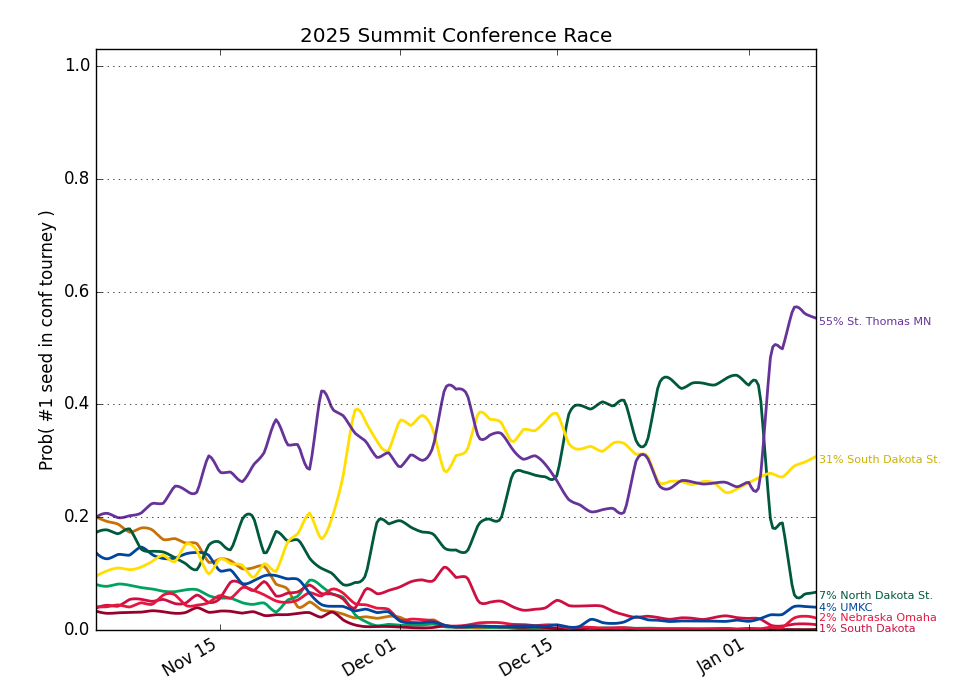 2025 Summit Conference Race
Prob( #1 seed in conf tourney )
1.0
0.8
0.6
0.4
0.2
0.0
Nov 15
Dec 01
Dec 15
Jan 01
55% St. Thomas MN
31% South Dakota St.
7% North Dakota St.
4% UMKC
2% Nebraska Omaha
1% South Dakota